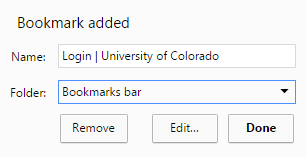 Bookmark added
Name: Login | University of Colorado
Folder: Bookmarks bar
Remove Edit... Done